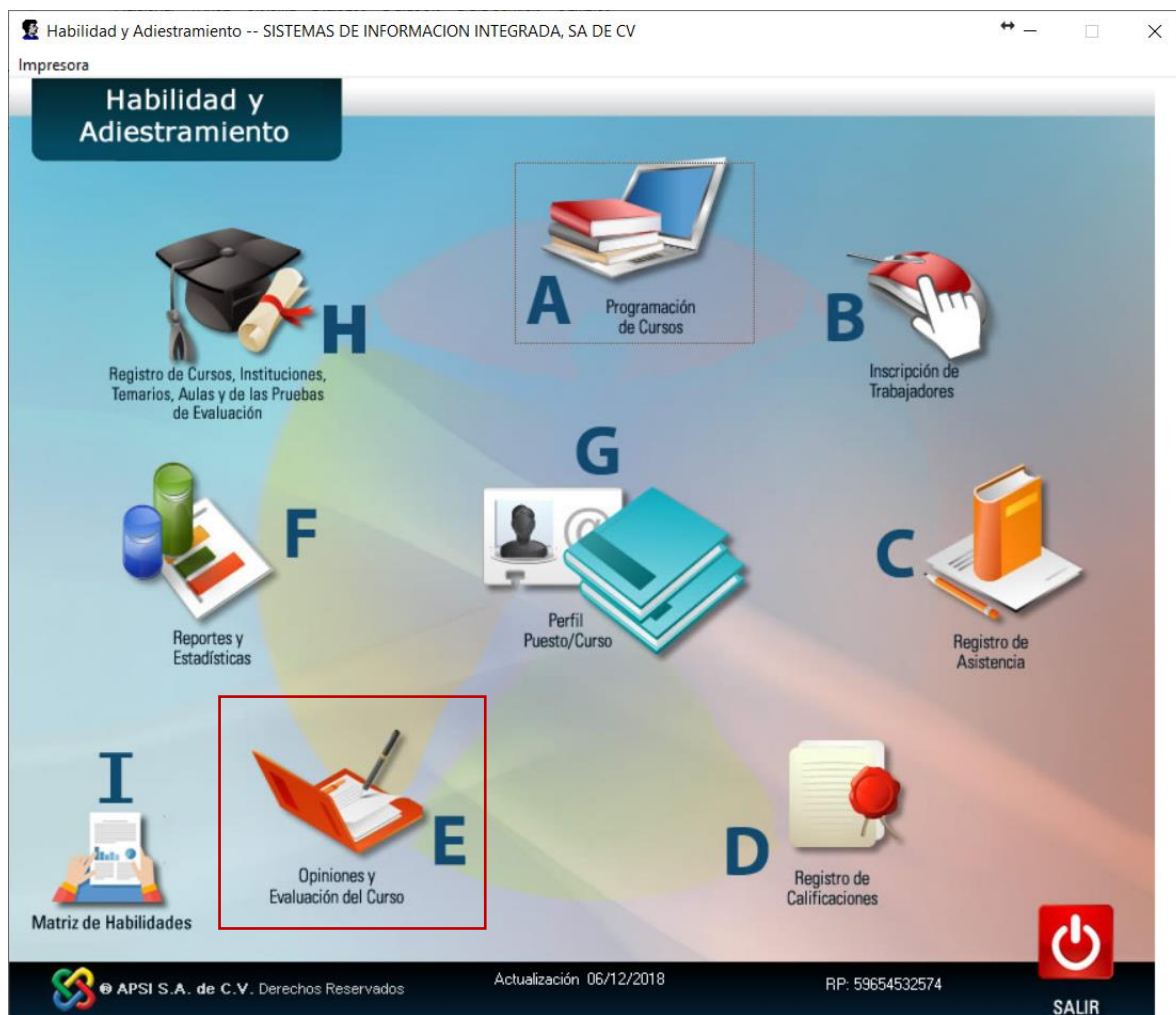 Habilidad y Adiestramiento -- SISTEMAS DE INFORMACION INTEGRADA, SA DE CV
Impresora
Habilidad y
Adiestramiento
A
Programación
de Cursos
B
Inscripción de
Trabajadores
H
Registro de Cursos, Instituciones,
Temarios, Aulas y de las Pruebas
de Evaluación
G
Perfil
Puesto/Curso
@
F
Reportes y
Estadísticas
C
Registro de
Asistencia
I
Matriz de Habilidades
E
Opiniones y
Evaluación del Curso
D
Registro de
Calificaciones
® APSI S.A. de C.V. Derechos Reservados
Actualización 06/12/2018
RP: 59654532574
SALIR